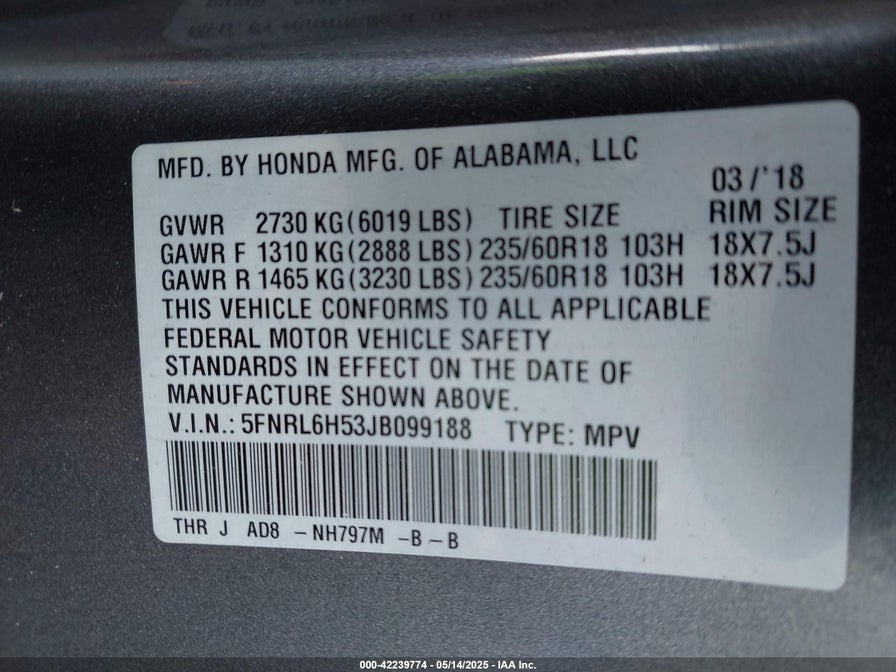 MFD. BY HONDA MFG. OF ALABAMA, LLC
03/'18
GVWR 2730 KG(6019 LBS) TIRE SIZE RIM SIZE
GAWR F 1310 KG(2888 LBS) 235/60R18 103H 18X7.5J
GAWR R 1465 KG(3230 LBS) 235/60R18 103H 18X7.5J
THIS VEHICLE CONFORMS TO ALL APPLICABLE
FEDERAL MOTOR VEHICLE SAFETY
STANDARDS IN EFFECT ON THE DATE OF
MANUFACTURE SHOWN ABOVE.
V.I.N.: 5FNRL6H53JB099188 TYPE: MPV
THR J AD8 -NH797M -B-B
000-42239774 - 05/14/2025 - IAA Inc.